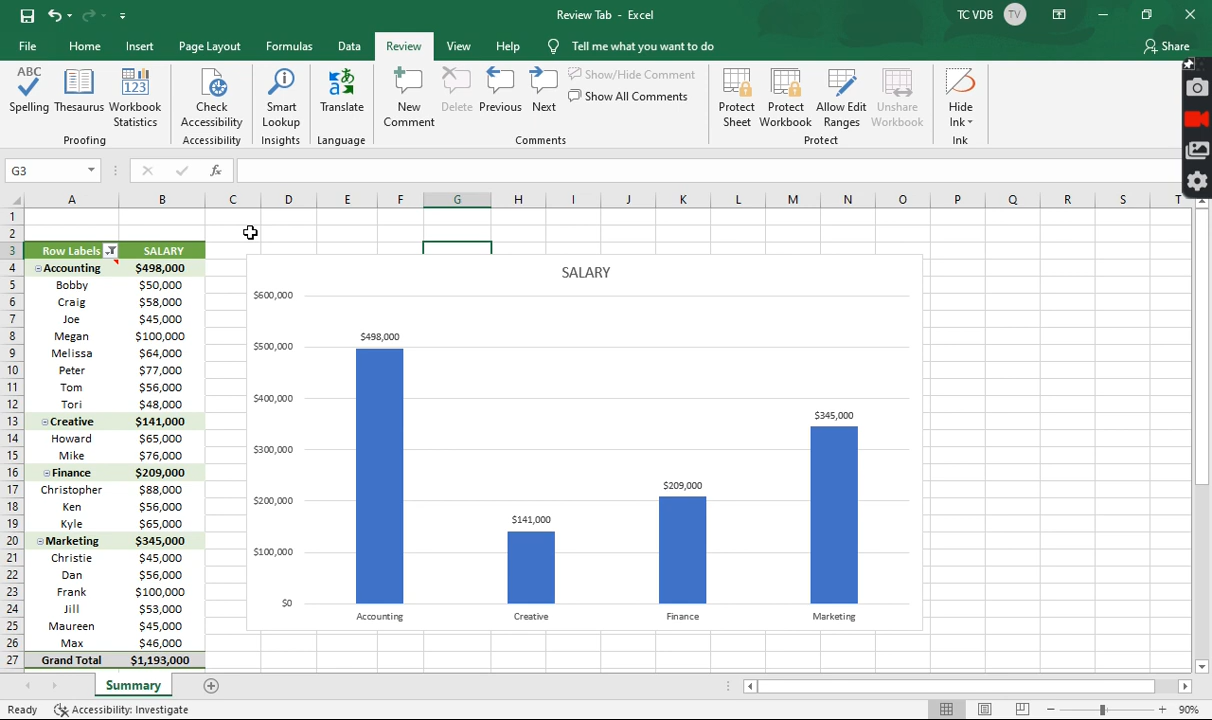 Review Tab - Excel
TC VDB
TV
File
Home
Insert
Page Layout
Formulas
Data
Review
View
Help
Tell me what you want to do
Share
ABC
Spelling
Thesaurus
123
Workbook Statistics
Proofing
Check Accessibility
Accessibility
Smart Lookup
Insights
Translate
Language
New Comment
Delete
Previous
Next
Show/Hide Comment
Show All Comments
Comments
Protect Sheet
Protect Workbook
Allow Edit Ranges
Unshare Workbook
Protect
Hide Ink
Ink
G3
fx
A B C D E F G H I J K L M N O P Q R S T
1
2
3 Row Labels SALARY
4 Accounting $498,000
5 Bobby $50,000
6 Craig $58,000
7 Joe $45,000
8 Megan $100,000
9 Melissa $64,000
10 Peter $77,000
11 Tom $56,000
12 Tori $48,000
13 Creative $141,000
14 Howard $65,000
15 Mike $76,000
16 Finance $209,000
17 Christopher $88,000
18 Ken $56,000
19 Kyle $65,000
20 Marketing $345,000
21 Christie $45,000
22 Dan $56,000
23 Frank $100,000
24 Jill $53,000
25 Maureen $45,000
26 Max $46,000
27 Grand Total $1,193,000
SALARY
$600,000
$500,000
$400,000
$300,000
$200,000
$100,000
$0
$498,000
$141,000
$209,000
$345,000
Accounting
Creative
Finance
Marketing
Summary
Ready
Accessibility: Investigate
90%